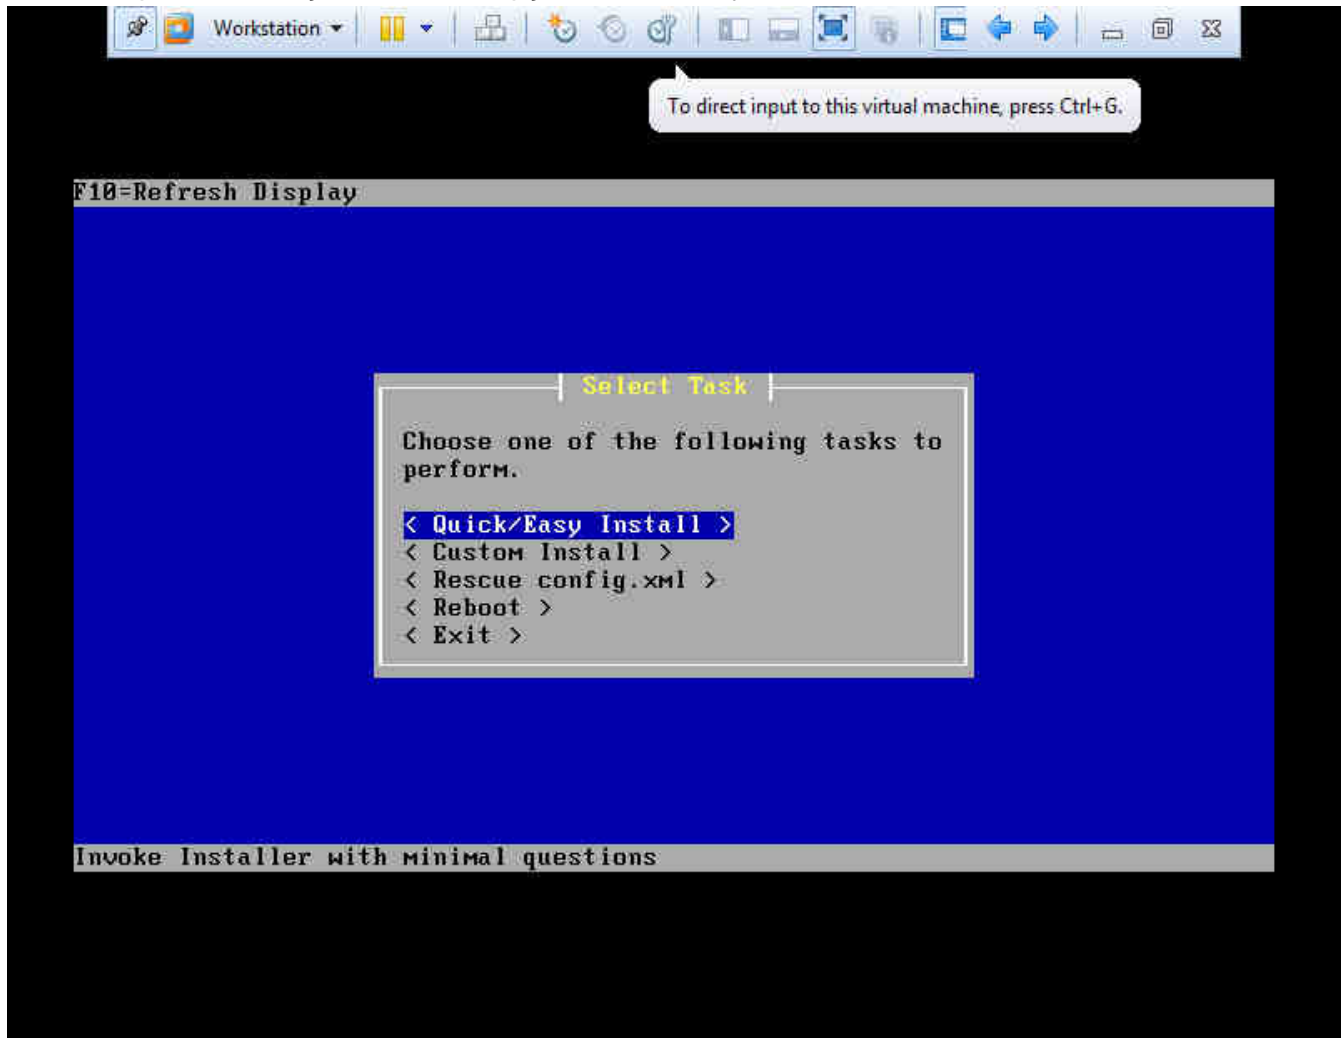 Workstation
To direct input to this virtual machine, press Ctrl+G.
F10=Refresh Display
Select Task
Choose one of the following tasks to
perform.
< Quick/Easy Install >
< Custom Install >
< Rescue config.xml >
< Reboot >
< Exit >
Invoke Installer with minimal questions